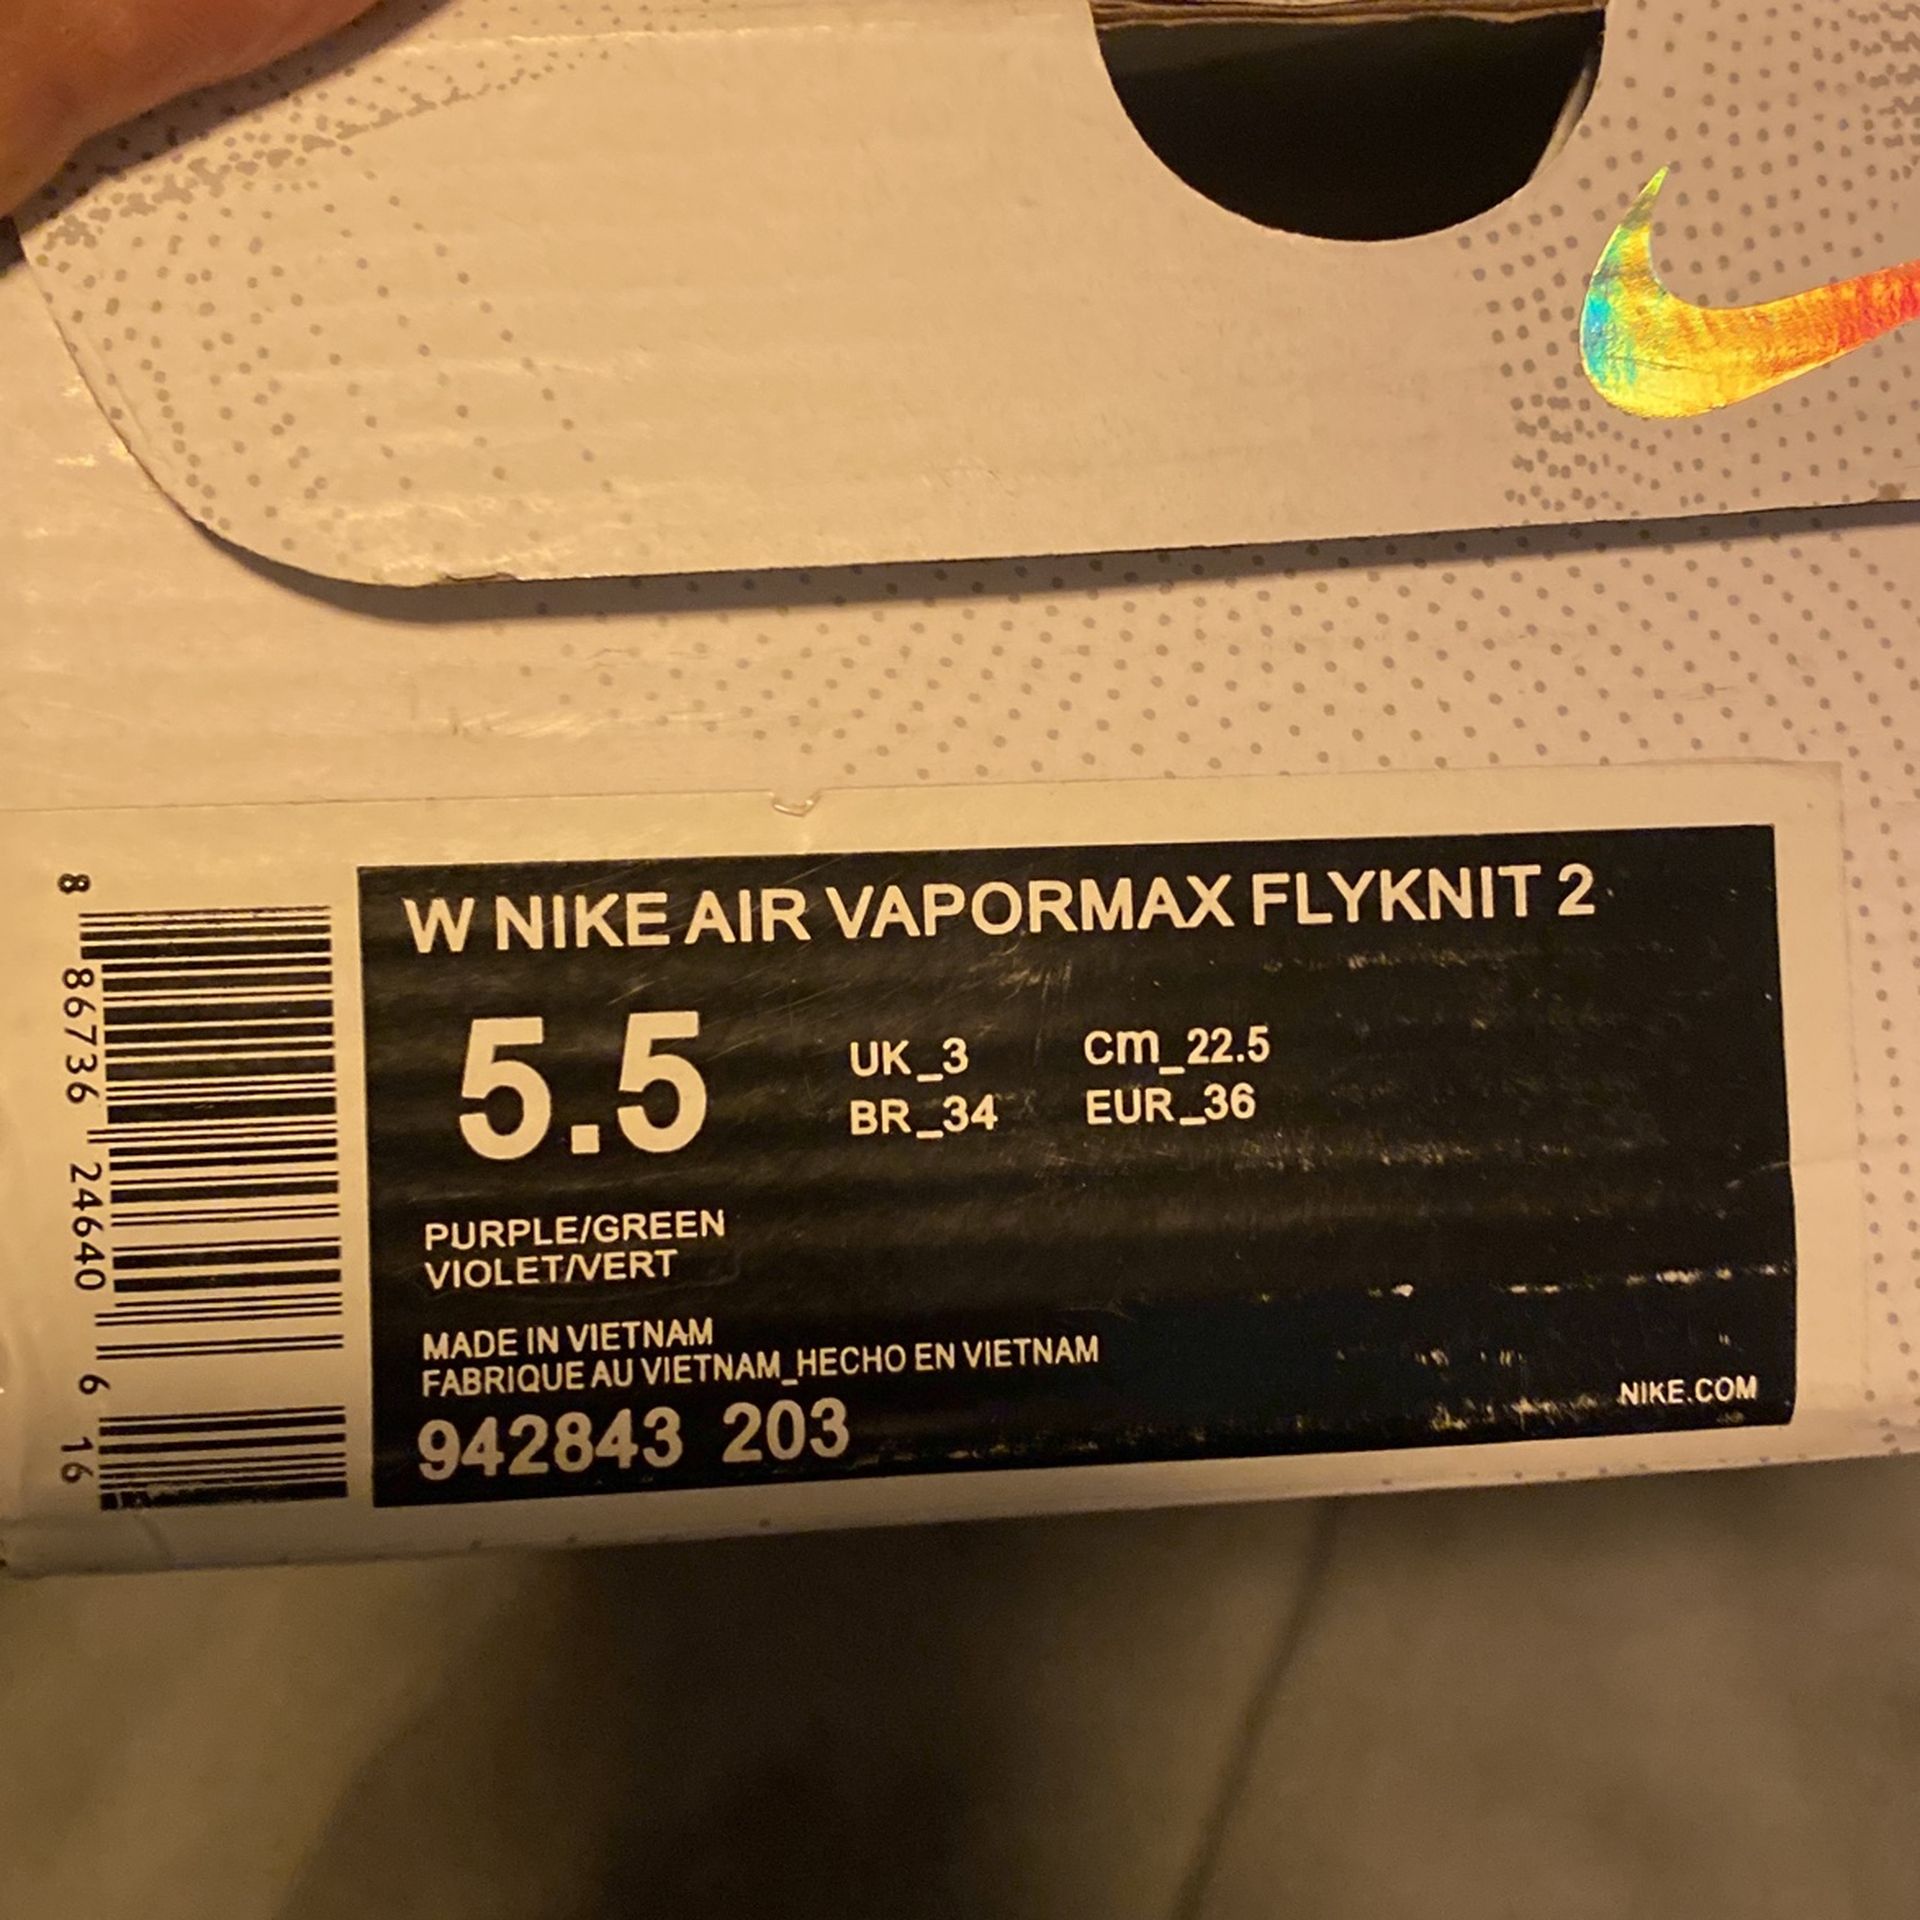 W NIKE AIR VAPORMAX FLYKNIT 2
5.5
UK_3 Cm_22.5
BR_34 EUR_36
PURPLE/GREEN
VIOLET/VERT
MADE IN VIETNAM
FABRIQUE AU VIETNAM_HECHO EN VIETNAM
942843 203
NIKE.COM
8 86736 24640 6 16